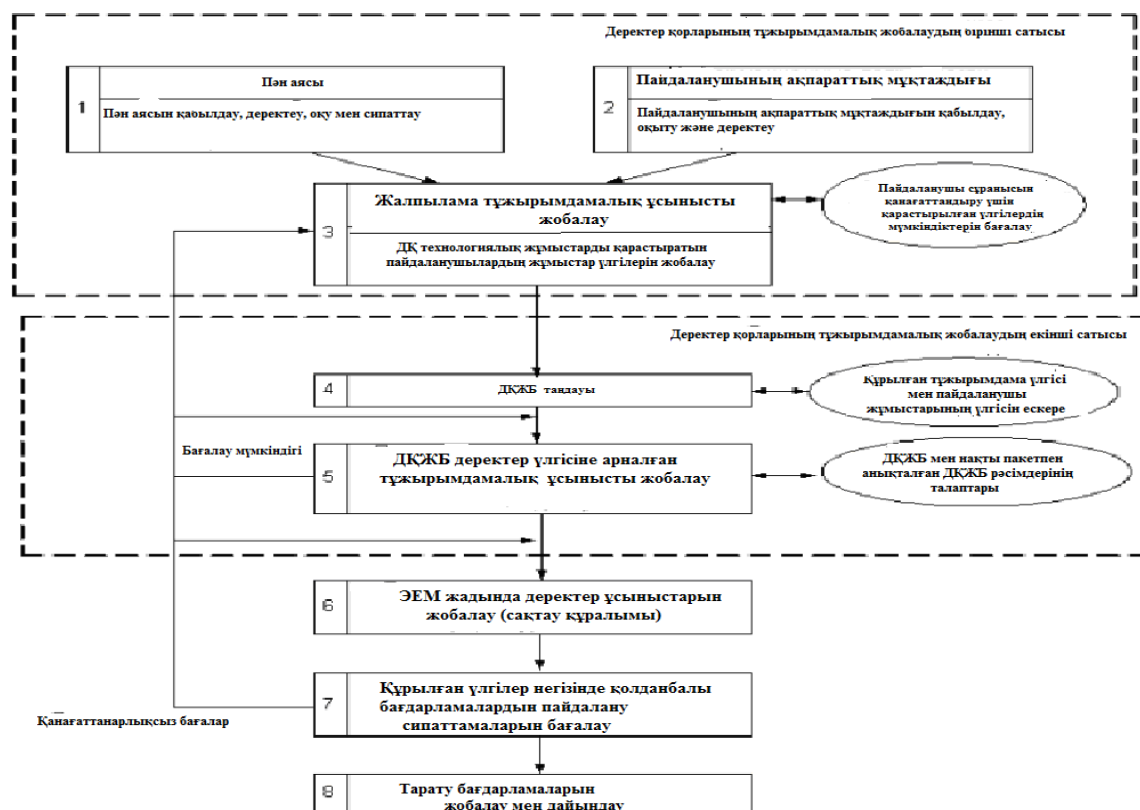 Деректер қорларының тұжырымдамалық жобалаудың бірінші сатысы
1
Пән аясы
Пән аясын қабылдау, деректеу, оқу мен сипаттау
2
Пайдаланушының ақпараттық мұқтаждығы
Пайдаланушының ақпараттық мұқтаждығын қабылдау,
оқыту және деректеу
3
Жалпылама тұжырымдамалық ұсынысты
жобалау
ДҚ технологиялық жұмыстарды қарастыратын
пайдаланушылардың жұмыстар үлгілерін жобалау
Пайдаланушы сұранысын
қанағаттандыру үшін
қарастырылған үлгілердің
мүмкіндіктерін бағалау
Деректер қорларының тұжырымдамалық жобалаудың екінші сатысы
4
ДҚЖБ таңдауы
Құрылған тұжырымдама үлгісі
мен пайдаланушы
жұмыстарының үлгісін ескере
Бағалау мүмкіндігі
5
ДҚЖБ деректер үлгісіне арналған
тұжырымдамалық ұсынысты жобалау
ДҚЖБ мен нақты пакетпен
анықталған ДҚЖБ рәсімдерінің
талаптары
6
ЭЕМ жадында деректер ұсыныстарын
жобалау (сақтау құралымы)
7
Құрылған үлгілер негізінде қолданбалы
бағдарламалардын пайдалану
сипаттамаларын бағалау
Қанағаттанарлықсыз бағалар
8
Тарату бағдарламаларын
жобалау мен дайындау